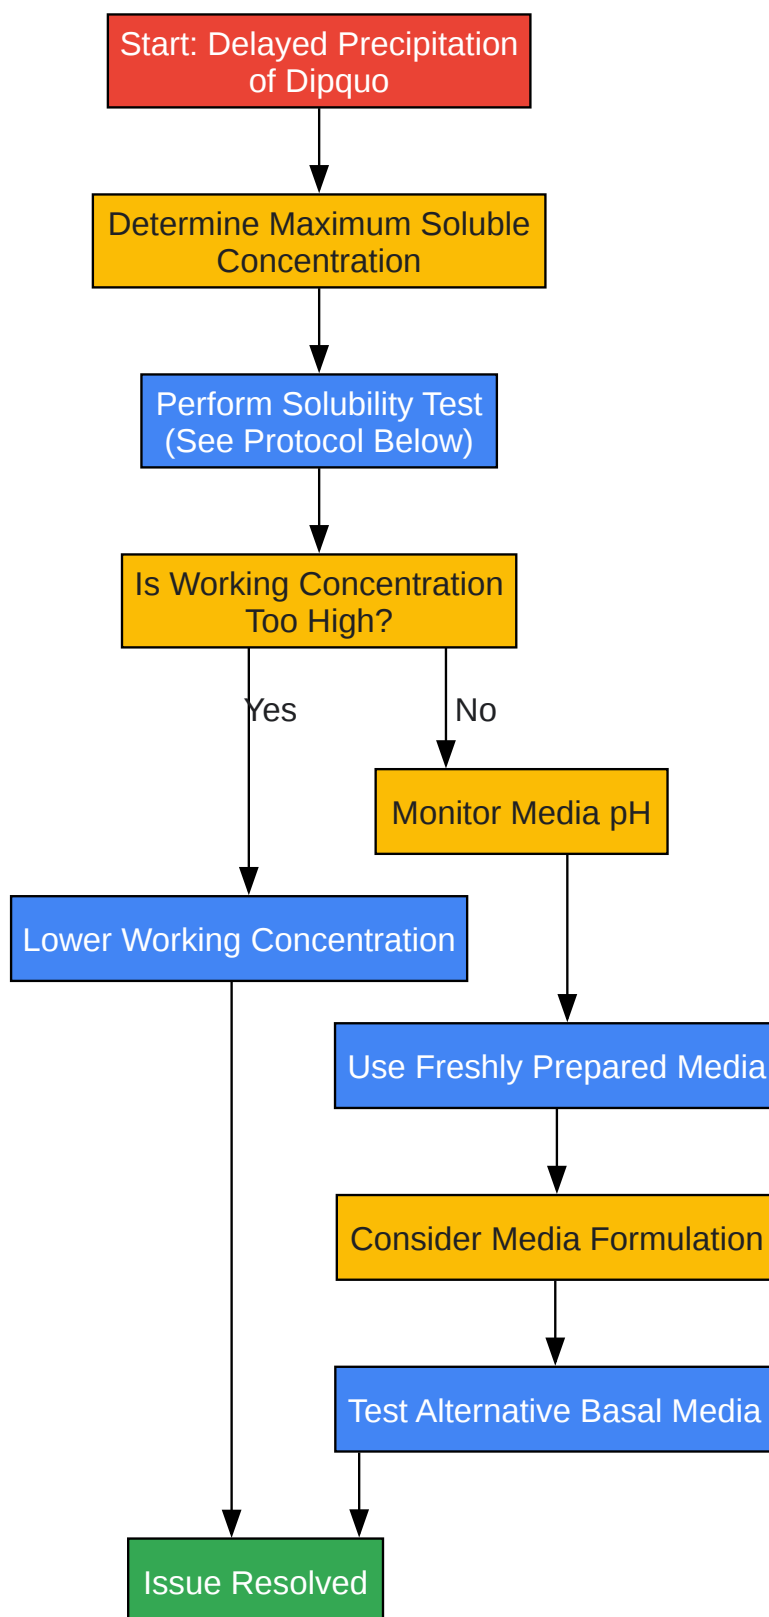 Start: Delayed Precipitation
of Dipquo
Determine Maximum Soluble
Concentration
Perform Solubility Test
(See Protocol Below)
Is Working Concentration
Too High?
Yes
No
Monitor Media pH
Lower Working Concentration
Use Freshly Prepared Media
Consider Media Formulation
Test Alternative Basal Media
Issue Resolved